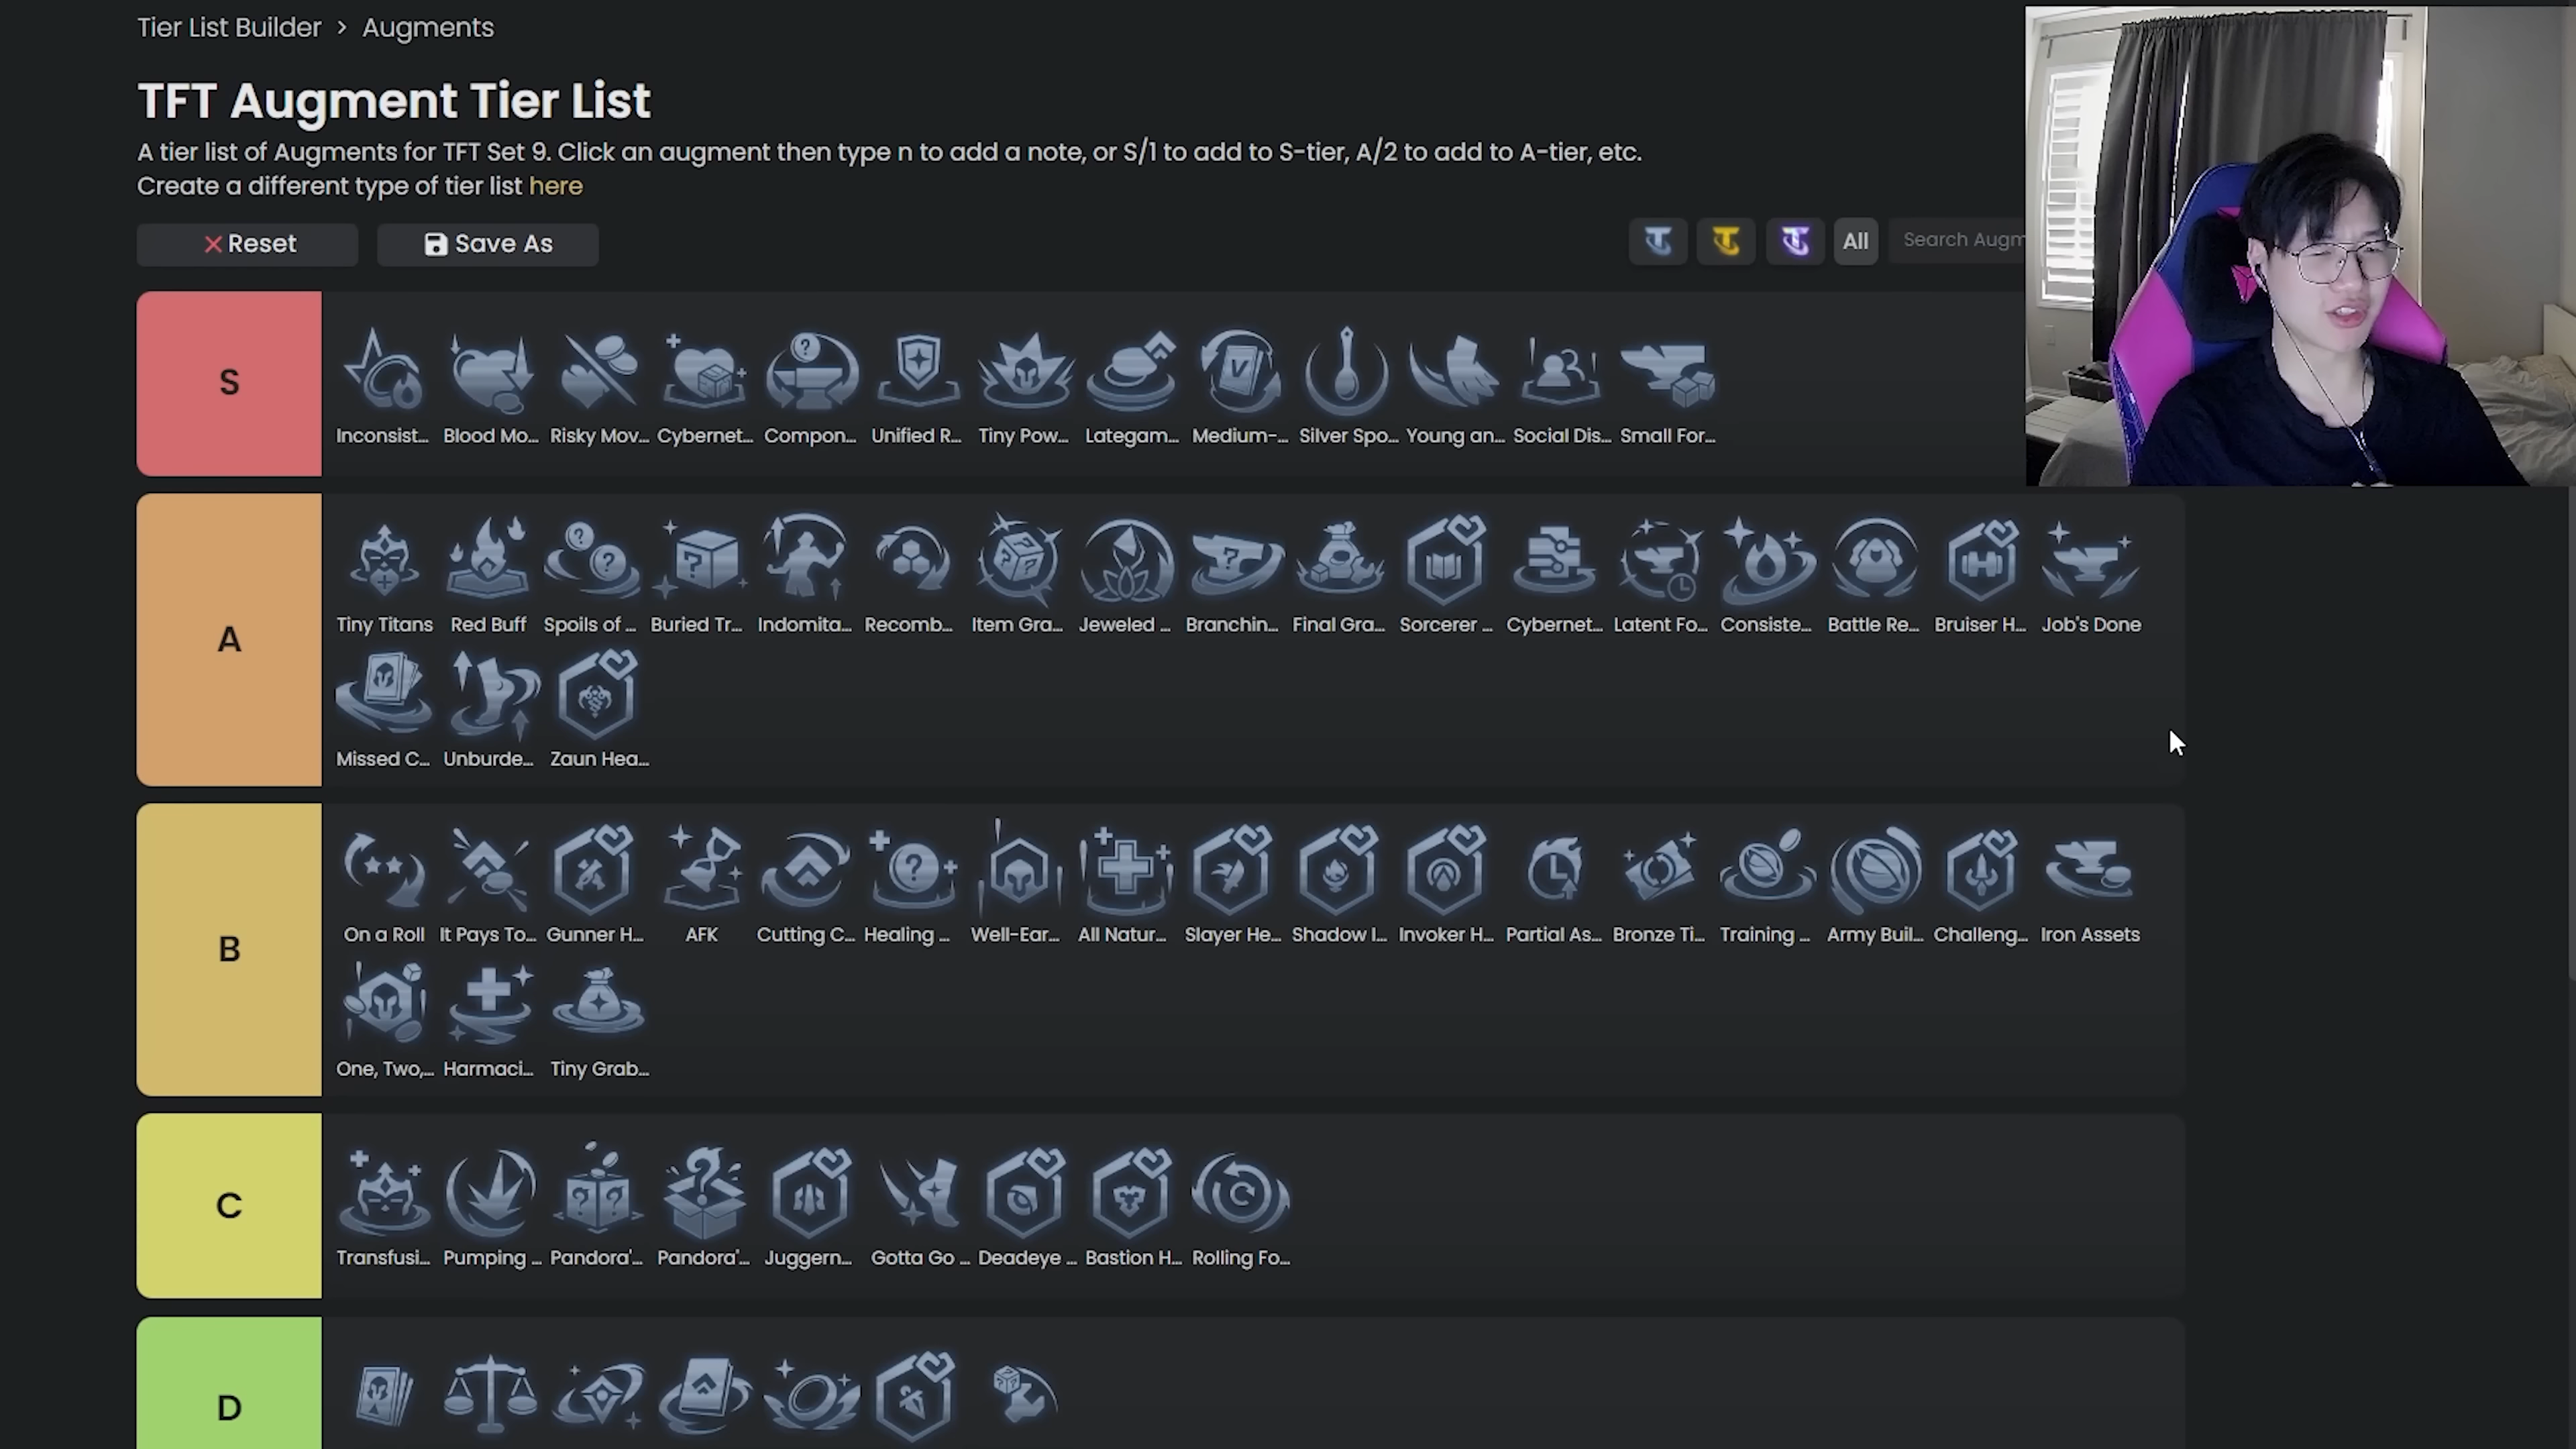 Tier List Builder > Augments
TFT Augment Tier List
A tier list of Augments for TFT Set 9. Click an augment then type n to add a note, or S/1 to add to S-tier, A/2 to add to A-tier, etc.
Create a different type of tier list here
Reset
Save As
All
Search Augm
S
Inconsist...
Blood Mo...
Risky Mov...
Cybernet...
Compon...
Unified R...
Tiny Pow...
Lategam...
Medium-...
Silver Spo...
Young an...
Social Dis...
Small For...
A
Tiny Titans
Red Buff
Spoils of ...
Buried Tr...
Indomita...
Recomb...
Item Gra...
Jeweled ...
Branchin...
Final Gra...
Sorcerer ...
Cybernet...
Latent Fo...
Consiste...
Battle Re...
Bruiser H...
Job's Done
Missed C...
Unburde...
Zaun Hea...
B
On a Roll
It Pays To...
Gunner H...
AFK
Cutting C...
Healing ...
Well-Ear...
All Natur...
Slayer He...
Shadow I...
Invoker H...
Partial As...
Bronze Ti...
Training ...
Army Buil...
Challeng...
Iron Assets
One, Two,...
Harmaci...
Tiny Grab...
C
Transfusi...
Pumping ...
Pandora'...
Pandora'...
Juggern...
Gotta Go ...
Deadeye ...
Bastion H...
Rolling Fo...
D